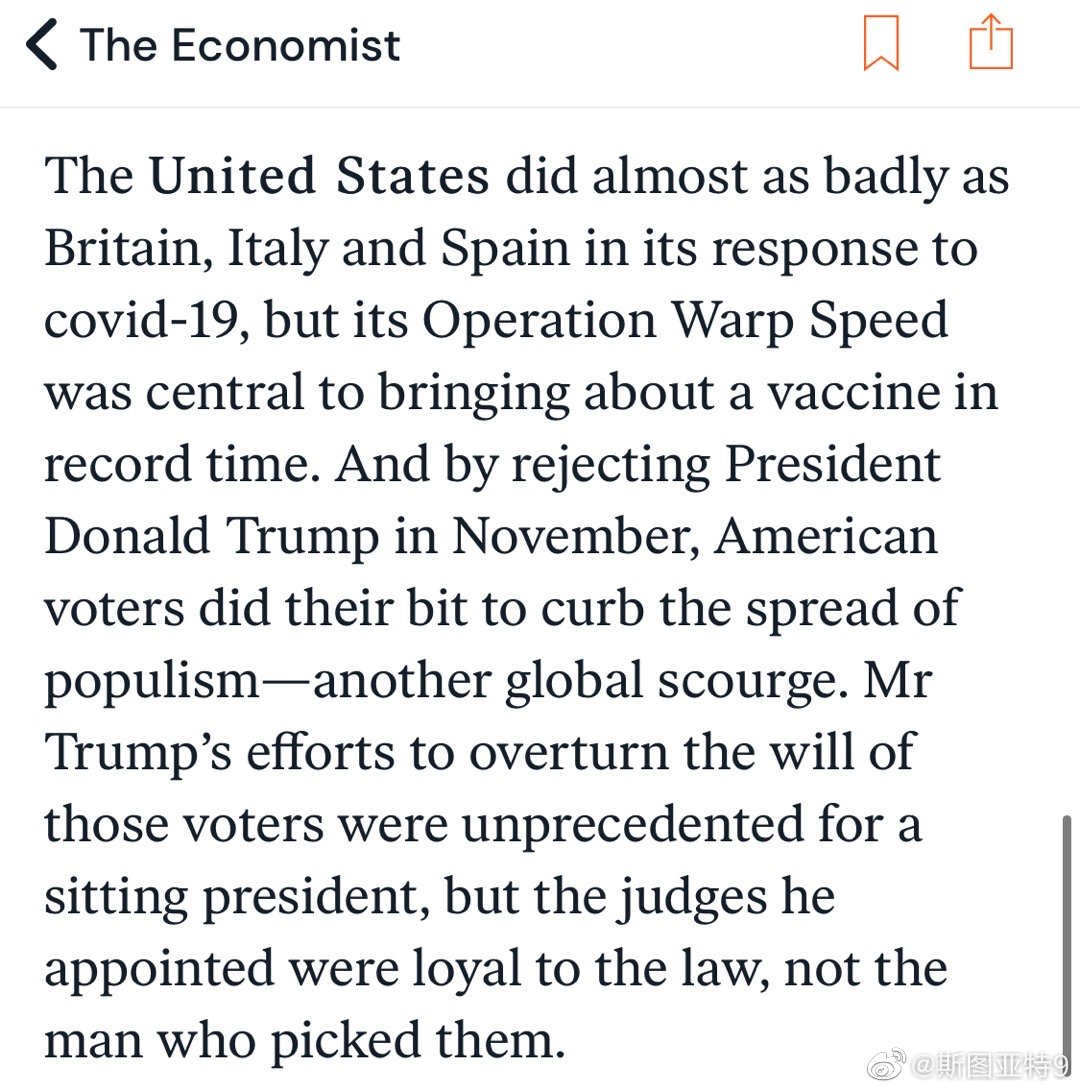 The Economist
The United States did almost as badly as
Britain, Italy and Spain in its response to
covid-19, but its Operation Warp Speed
was central to bringing about a vaccine in
record time. And by rejecting President
Donald Trump in November, American
voters did their bit to curb the spread of
populism—another global scourge. Mr
Trump’s efforts to overturn the will of
those voters were unprecedented for a
sitting president, but the judges he
appointed were loyal to the law, not the
man who picked them.
@斯图亚特9